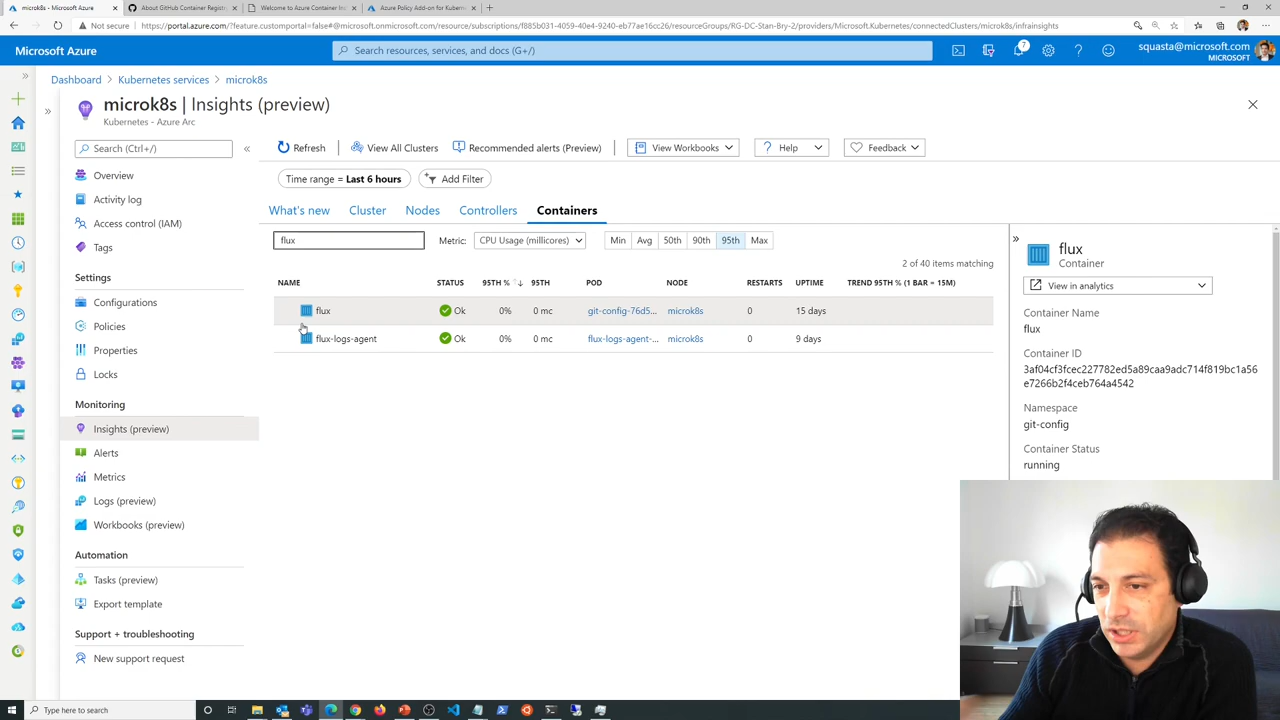 microk8s - Microsoft Azure
About GitHub Container Registry
Welcome to Azure Container Ins
Azure Policy Add-on for Kubern
Not secure
https://portal.azure.com/?feature.customportal=false#@microsoft.onmicrosoft.com/resource/subscriptions/f885b031-4059-40e4-9240-eb77ae16cc26/resourceGroups/RG-DC-Stan-Bry-2/providers/Microsoft.Kubernetes/connectedClusters/microk8s/infrainsights
Microsoft Azure
Search resources, services, and docs (G+/)
7
squasta@microsoft.com
MICROSOFT
Dashboard > Kubernetes services > microk8s
microk8s | Insights (preview)
Kubernetes - Azure Arc
Search (Ctrl+/)
Overview
Activity log
Access control (IAM)
Tags
Settings
Configurations
Policies
Properties
Locks
Monitoring
Insights (preview)
Alerts
Metrics
Logs (preview)
Workbooks (preview)
Automation
Tasks (preview)
Export template
Support + troubleshooting
New support request
Refresh
View All Clusters
Recommended alerts (Preview)
View Workbooks
Help
Feedback
Time range = Last 6 hours
Add Filter
What's new
Cluster
Nodes
Controllers
Containers
flux
Metric:
CPU Usage (millicores)
Min
Avg
50th
90th
95th
Max
2 of 40 items matching
NAME STATUS 95TH % 95TH POD NODE RESTARTS UPTIME TREND 95TH % (1 BAR = 15M)
flux Ok 0% 0 mc git-config-76d5... microk8s 0 15 days
flux-logs-agent Ok 0% 0 mc flux-logs-agent-... microk8s 0 9 days
flux
Container
View in analytics
Container Name
flux
Container ID
3af04cf3fcec227782ed5a89caa9adc714f819bc1a56
e7266b2f4ceb764a4542
Namespace
git-config
Container Status
running
Type here to search